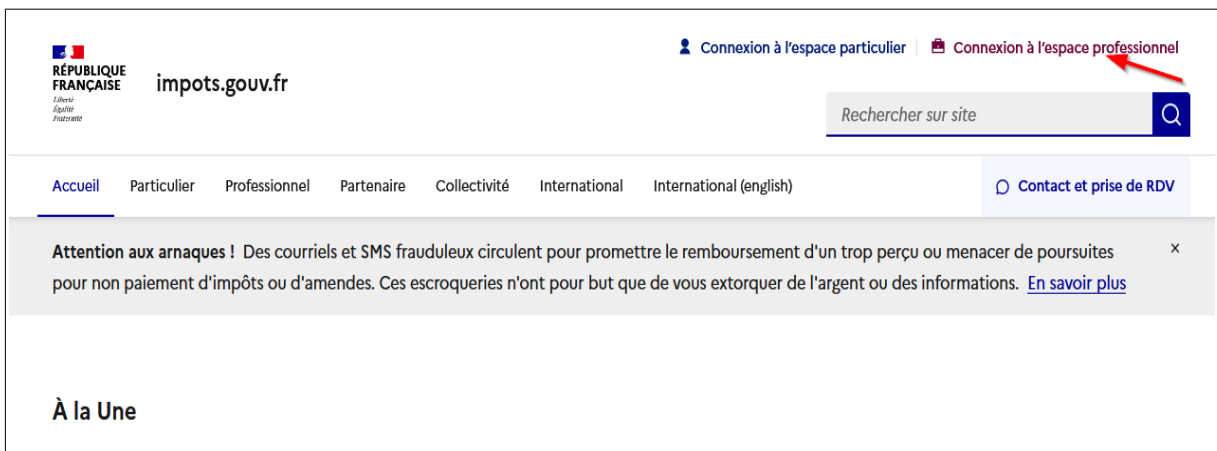 Connexion à l'espace particulier
Connexion à l'espace professionnel
RÉPUBLIQUE
FRANÇAISE
Liberté
Égalité
Fraternité
impots.gouv.fr
Rechercher sur site
Accueil Particulier Professionnel Partenaire Collectivité International International (english) Contact et prise de RDV
Attention aux arnaques ! Des courriels et SMS frauduleux circulent pour promettre le remboursement d'un trop perçu ou menacer de poursuites
pour non paiement d'impôts ou d'amendes. Ces escroqueries n'ont pour but que de vous extorquer de l'argent ou des informations. En savoir plus
À la Une